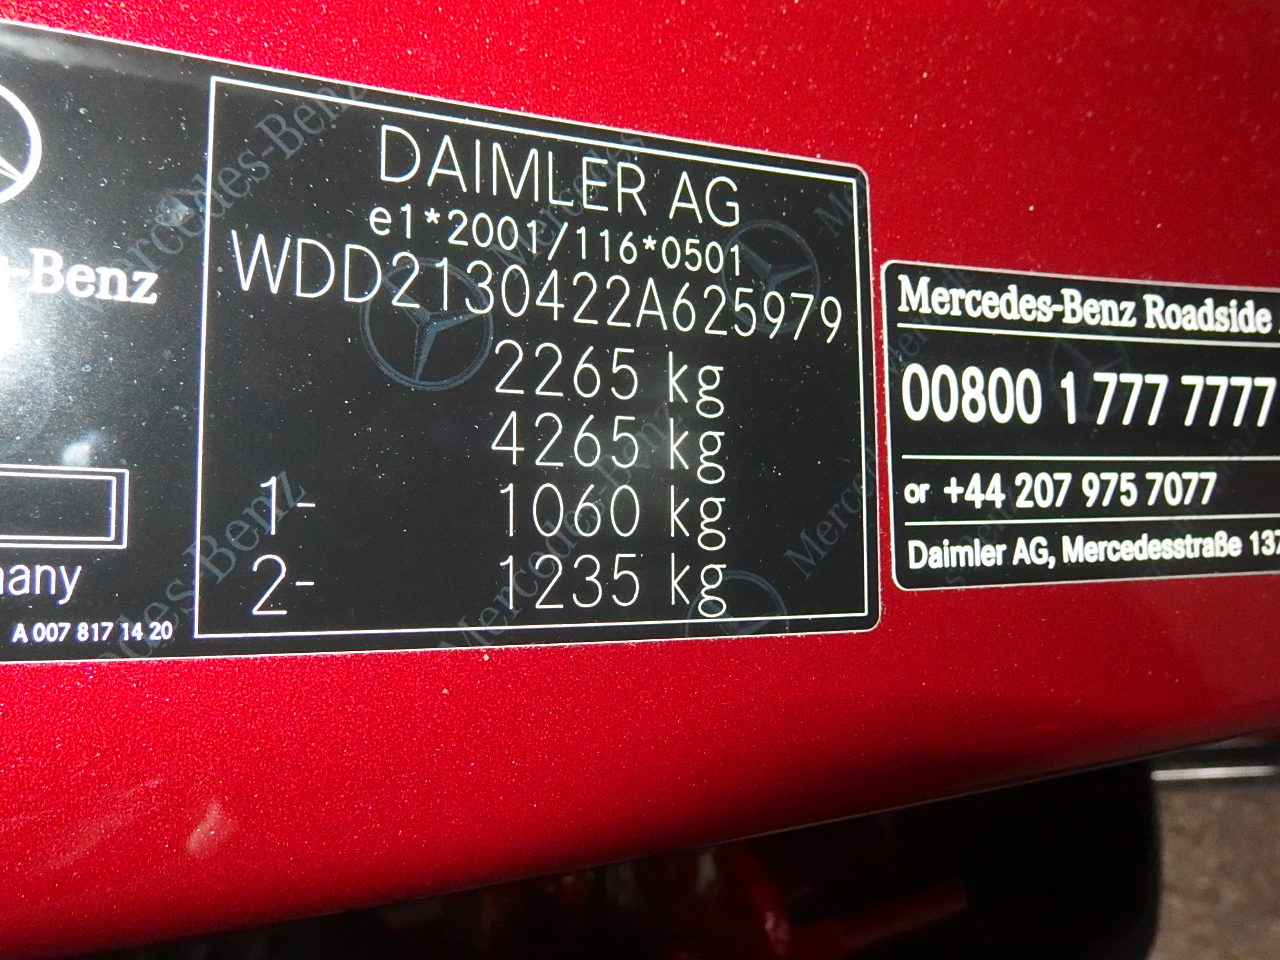 -Benz
many
A 007 817 14 20
DAIMLER AG
e1*2001/116*0501
WDD2130422A625979
2265 kg
4265 kg
1- 1060 kg
2- 1235 kg
Mercedes-Benz Roadside
00800 1 777 7777
or +44 207 975 7077
Daimler AG, Mercedesstraße 137